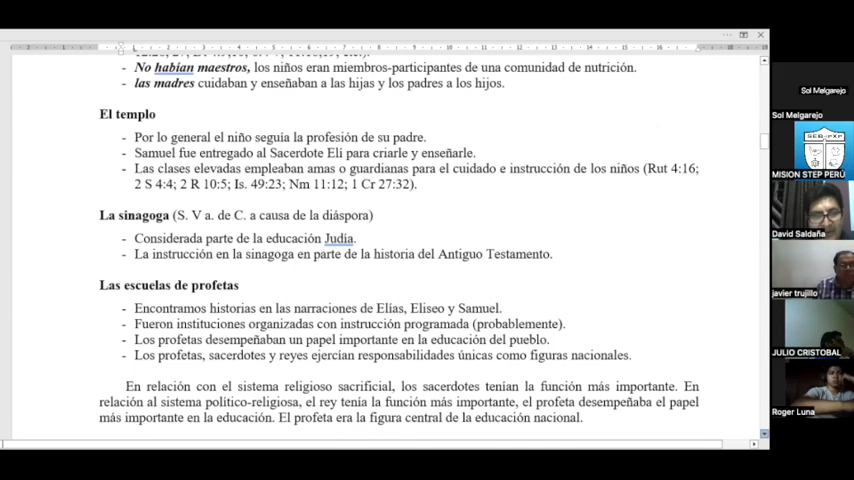 - No habían maestros, los niños eran miembros-participantes de una comunidad de nutrición.
- las madres cuidaban y enseñaban a las hijas y los padres a los hijos.
El templo
- Por lo general el niño seguía la profesión de su padre.
- Samuel fue entregado al Sacerdote Elí para criarle y enseñarle.
- Las clases elevadas empleaban amas o guardianas para el cuidado e instrucción de los niños (Rut 4:16;
2 S 4:4; 2 R 10:5; Is. 49:23; Nm 11:12; 1 Cr 27:32).
La sinagoga (S. V a. de C. a causa de la diáspora)
- Considerada parte de la educación Judía.
- La instrucción en la sinagoga en parte de la historia del Antiguo Testamento.
Las escuelas de profetas
- Encontramos historias en las narraciones de Elías, Eliseo y Samuel.
- Fueron instituciones organizadas con instrucción programada (probablemente).
- Los profetas desempeñaban un papel importante en la educación del pueblo.
- Los profetas, sacerdotes y reyes ejercían responsabilidades únicas como figuras nacionales.
En relación con el sistema religioso sacrificial, los sacerdotes tenían la función más importante. En
relación al sistema político-religiosa, el rey tenía la función más importante, el profeta desempeñaba el papel
más importante en la educación. El profeta era la figura central de la educación nacional.
Sol Melgarejo
Sol Melgarejo
MISION STEP PERÚ
David Saldaña
javier trujillo
JULIO CRISTOBAL
Roger Luna